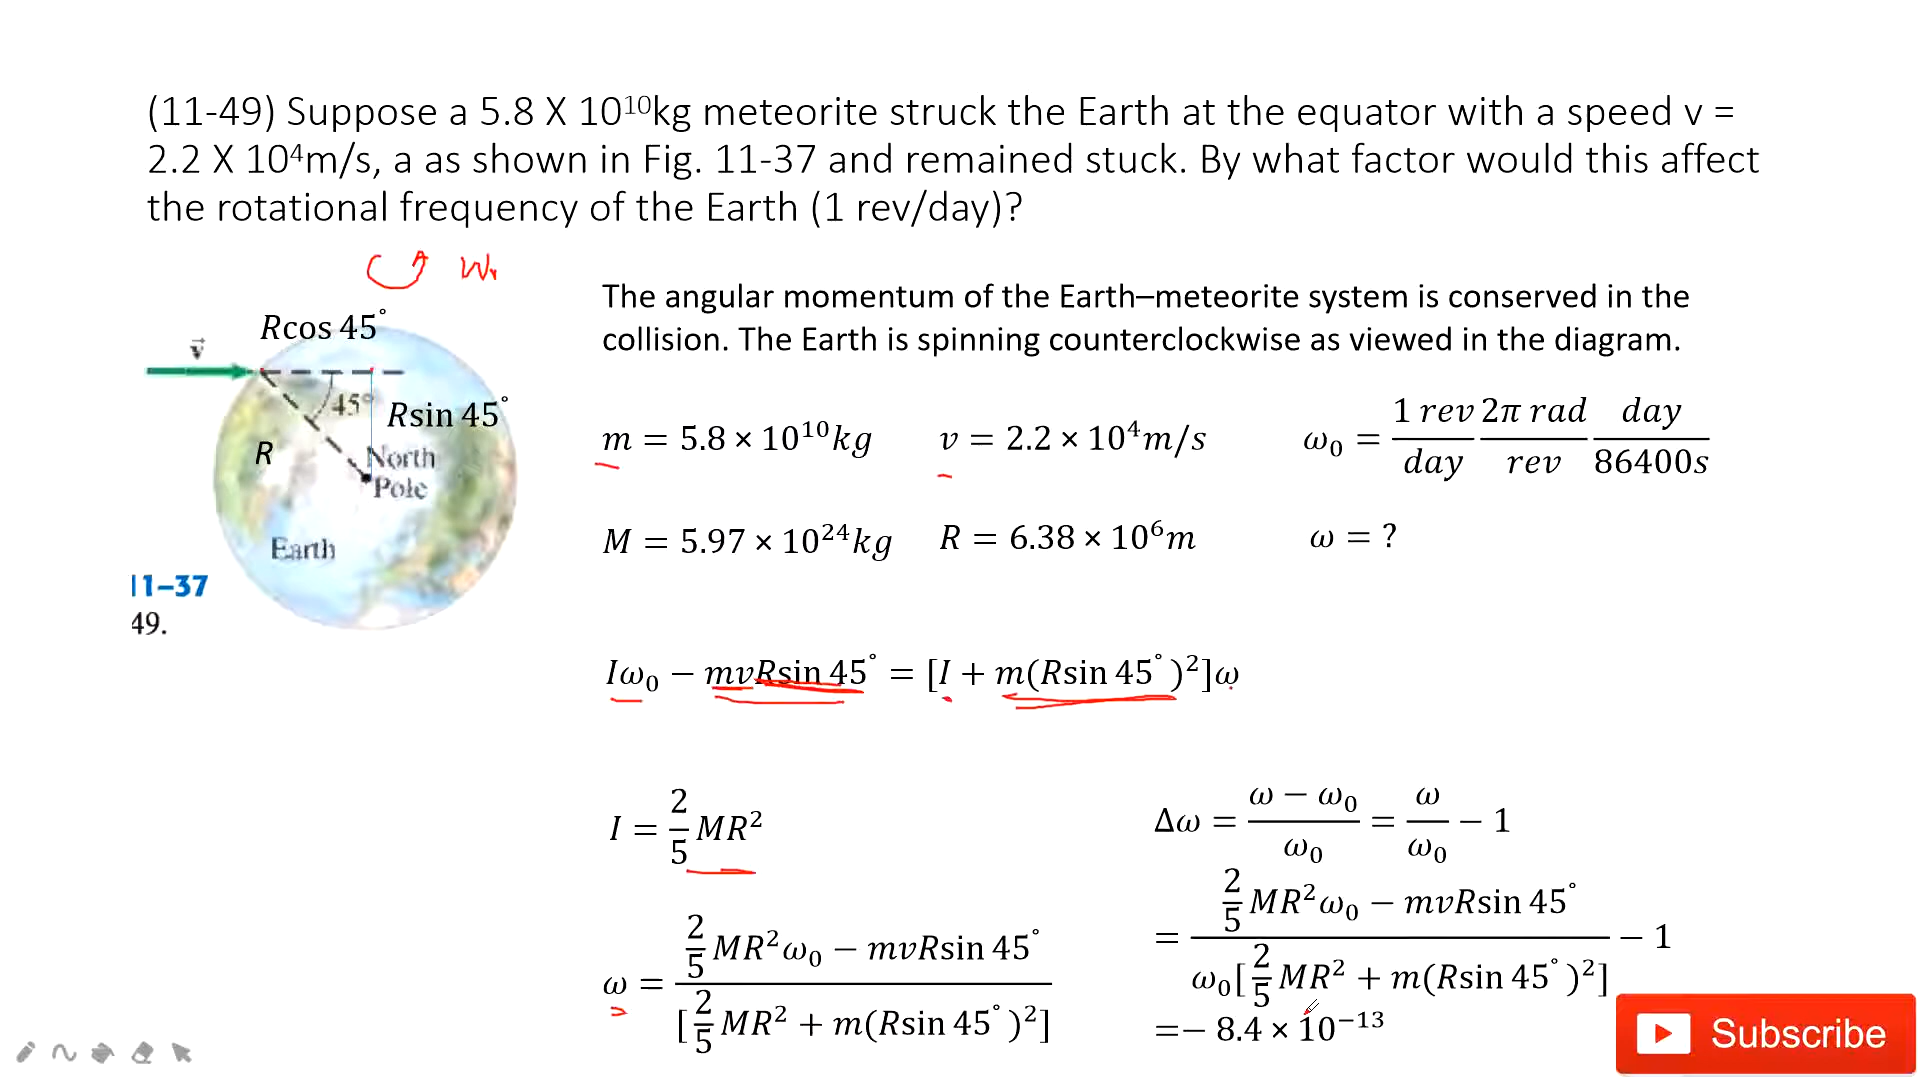 (11-49) Suppose a 5.8 X 10¹⁰kg meteorite struck the Earth at the equator with a speed v =
2.2 X 10⁴m/s, a as shown in Fig. 11-37 and remained stuck. By what factor would this affect
the rotational frequency of the Earth (1 rev/day)?
The angular momentum of the Earth–meteorite system is conserved in the
collision. The Earth is spinning counterclockwise as viewed in the diagram.
Rcos 45°
v⃗
45°
Rsin 45°
R
North
Pole
Earth
11–37
49.
m = 5.8 × 10¹⁰kg
v = 2.2 × 10⁴m/s
ω₀ = (1 rev/day) (2π rad/rev) (day/86400s)
M = 5.97 × 10²⁴kg
R = 6.38 × 10⁶m
ω = ?
Iω₀ − mvRsin 45° = [I + m(Rsin 45°)²]ω
I = 2/5 MR²
ω = (2/5 MR²ω₀ − mvRsin 45°) / [2/5 MR² + m(Rsin 45°)²]
Δω = (ω − ω₀)/ω₀ = ω/ω₀ − 1
= (2/5 MR²ω₀ − mvRsin 45°) / ω₀[2/5 MR² + m(Rsin 45°)²] − 1
=− 8.4 × 10⁻¹³
Subscribe